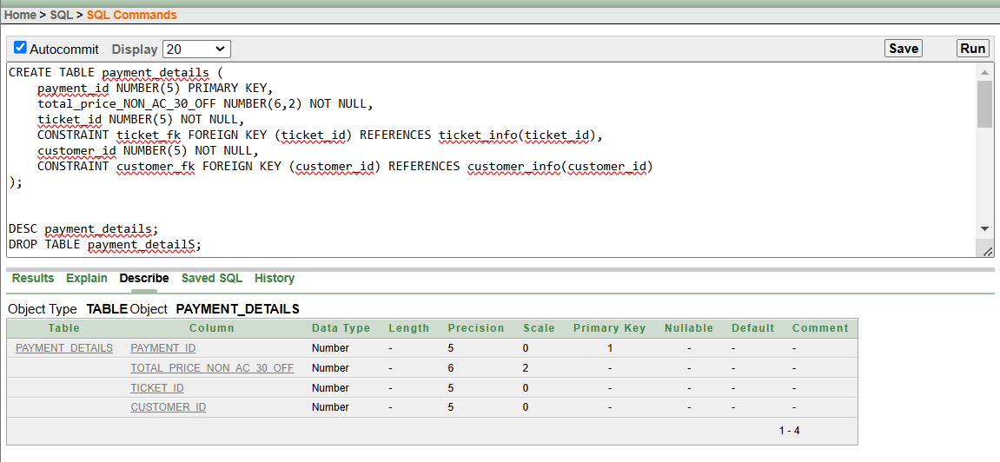 Home > SQL > SQL Commands
Autocommit Display 20 Save Run
CREATE TABLE payment_details (
    payment_id NUMBER(5) PRIMARY KEY,
    total_price_NON_AC_30_OFF NUMBER(6,2) NOT NULL,
    ticket_id NUMBER(5) NOT NULL,
    CONSTRAINT ticket_fk FOREIGN KEY (ticket_id) REFERENCES ticket_info(ticket_id),
    customer_id NUMBER(5) NOT NULL,
    CONSTRAINT customer_fk FOREIGN KEY (customer_id) REFERENCES customer_info(customer_id)
);
DESC payment_details;
DROP TABLE payment_detailS;
Results Explain Describe Saved SQL History
Object Type TABLE Object PAYMENT_DETAILS
Table Column Data Type Length Precision Scale Primary Key Nullable Default Comment
PAYMENT_DETAILS PAYMENT_ID Number - 5 0 1 - - -
TOTAL_PRICE_NON_AC_30_OFF Number - 6 2 - - - -
TICKET_ID Number - 5 0 - - - -
CUSTOMER_ID Number - 5 0 - - - -
1 - 4